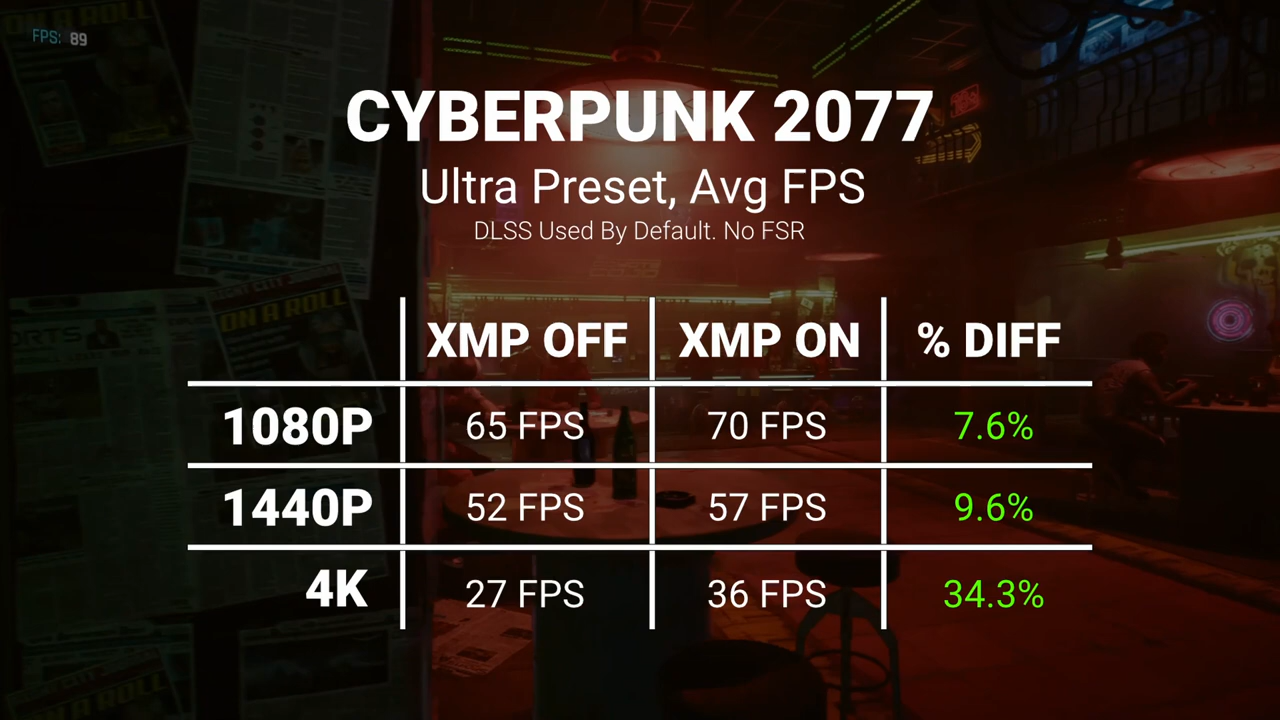 FPS: 89
CYBERPUNK 2077
Ultra Preset, Avg FPS
DLSS Used By Default. No FSR
XMP OFF XMP ON % DIFF
1080P 65 FPS 70 FPS 7.6%
1440P 52 FPS 57 FPS 9.6%
4K 27 FPS 36 FPS 34.3%
ON A ROLL
ON A ROLL